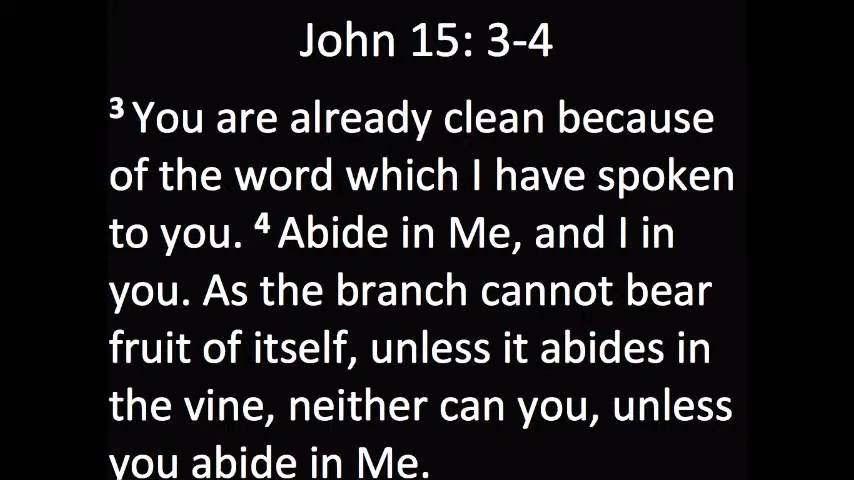 John 15: 3-4
³ You are already clean because
of the word which I have spoken
to you. ⁴ Abide in Me, and I in
you. As the branch cannot bear
fruit of itself, unless it abides in
the vine, neither can you, unless
you abide in Me.